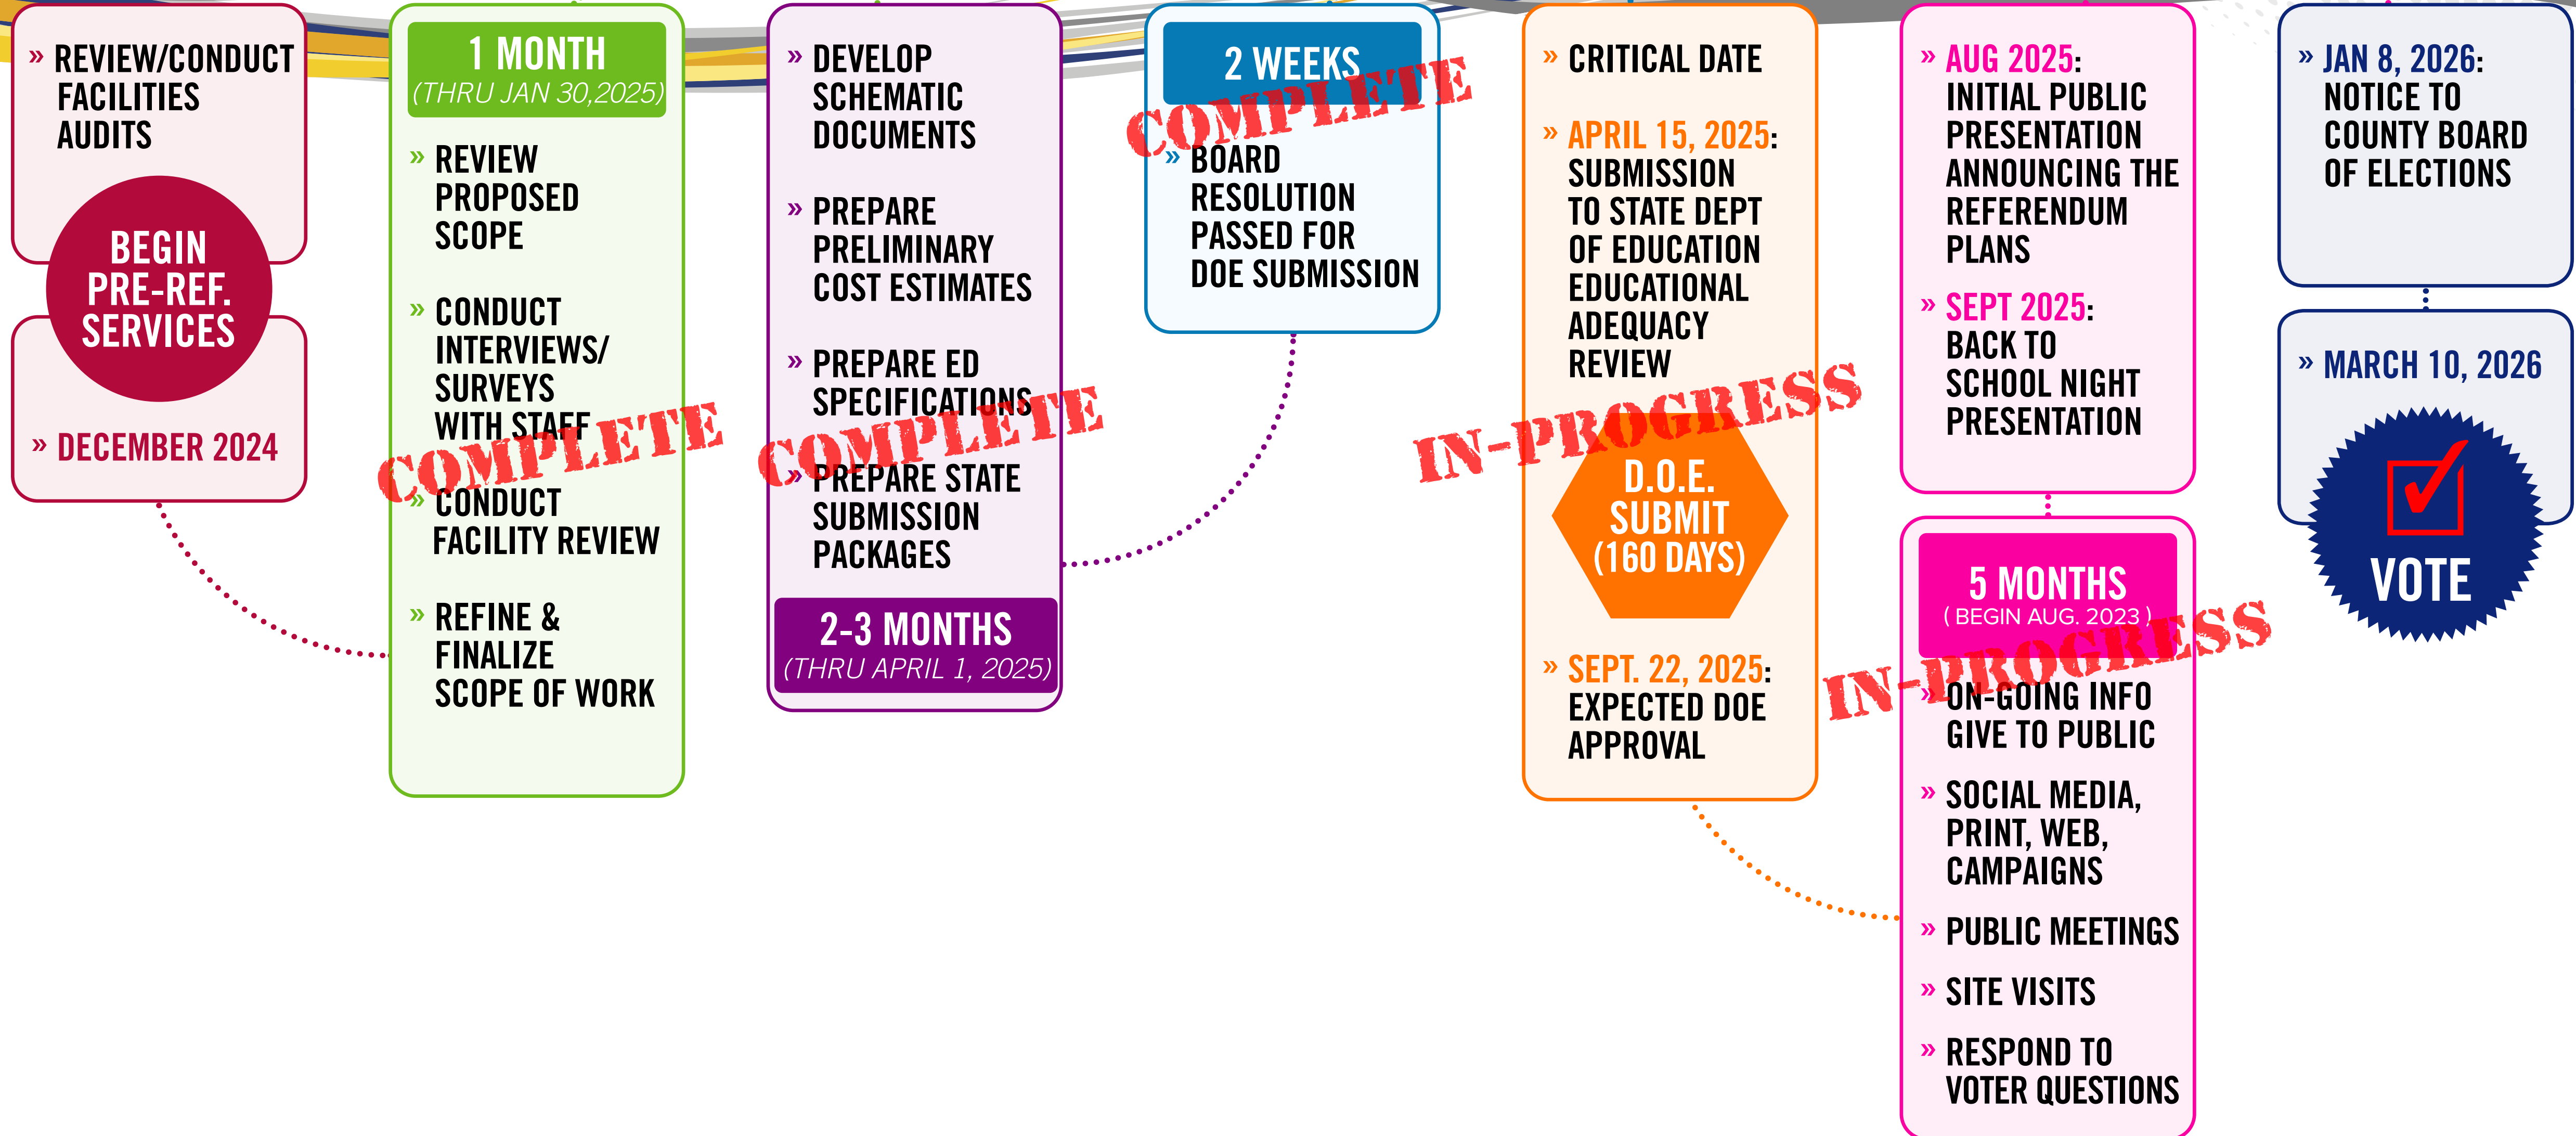 » REVIEW/CONDUCT
FACILITIES
AUDITS
BEGIN
PRE-REF.
SERVICES
» DECEMBER 2024
1 MONTH
(THRU JAN 30,2025)
» REVIEW
PROPOSED
SCOPE
» CONDUCT
INTERVIEWS/
SURVEYS
WITH STAFF
COMPLETE
» CONDUCT
FACILITY REVIEW
» REFINE &
FINALIZE
SCOPE OF WORK
» DEVELOP
SCHEMATIC
DOCUMENTS
» PREPARE
PRELIMINARY
COST ESTIMATES
» PREPARE ED
SPECIFICATIONS
COMPLETE
» PREPARE STATE
SUBMISSION
PACKAGES
2-3 MONTHS
(THRU APRIL 1, 2025)
2 WEEKS
COMPLETE
» BOARD
RESOLUTION
PASSED FOR
DOE SUBMISSION
» CRITICAL DATE
» APRIL 15, 2025:
SUBMISSION
TO STATE DEPT
OF EDUCATION
EDUCATIONAL
ADEQUACY
REVIEW
IN-PROGRESS
D.O.E.
SUBMIT
(160 DAYS)
» SEPT. 22, 2025:
EXPECTED DOE
APPROVAL
» AUG 2025:
INITIAL PUBLIC
PRESENTATION
ANNOUNCING THE
REFERENDUM
PLANS
» SEPT 2025:
BACK TO
SCHOOL NIGHT
PRESENTATION
5 MONTHS
( BEGIN AUG. 2023 )
IN-PROGRESS
» ON-GOING INFO
GIVE TO PUBLIC
» SOCIAL MEDIA,
PRINT, WEB,
CAMPAIGNS
» PUBLIC MEETINGS
» SITE VISITS
» RESPOND TO
VOTER QUESTIONS
» JAN 8, 2026:
NOTICE TO
COUNTY BOARD
OF ELECTIONS
» MARCH 10, 2026
VOTE